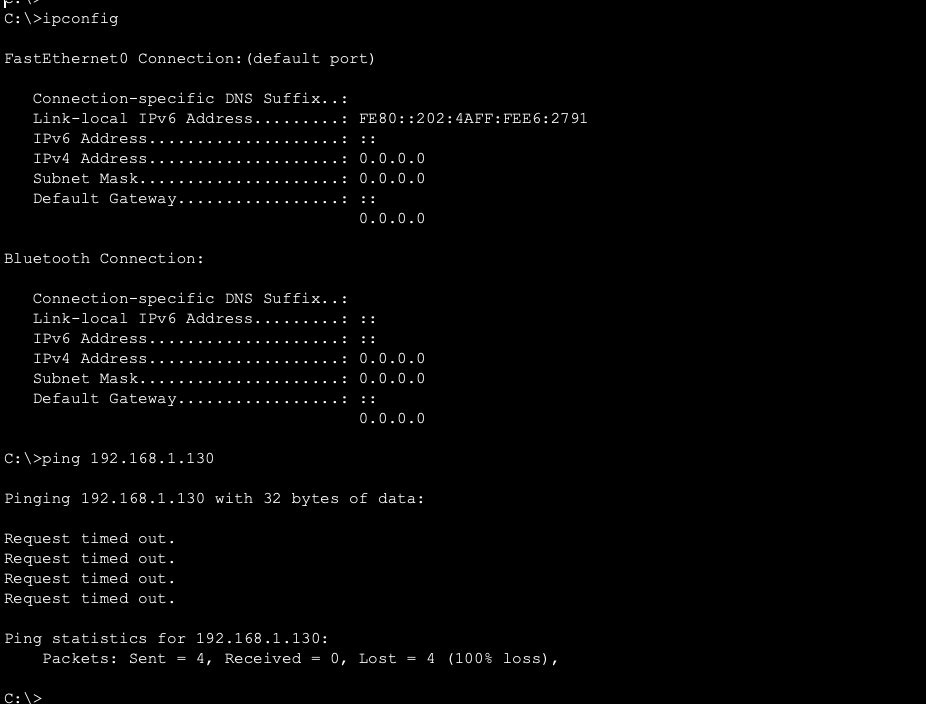 C:\>
C:\>ipconfig
FastEthernet0 Connection:(default port)
Connection-specific DNS Suffix..:
Link-local IPv6 Address.........: FE80::202:4AFF:FEE6:2791
IPv6 Address....................: ::
IPv4 Address....................: 0.0.0.0
Subnet Mask.....................: 0.0.0.0
Default Gateway.................: ::
0.0.0.0
Bluetooth Connection:
Connection-specific DNS Suffix..:
Link-local IPv6 Address.........: ::
IPv6 Address....................: ::
IPv4 Address....................: 0.0.0.0
Subnet Mask.....................: 0.0.0.0
Default Gateway.................: ::
0.0.0.0
C:\>ping 192.168.1.130
Pinging 192.168.1.130 with 32 bytes of data:
Request timed out.
Request timed out.
Request timed out.
Request timed out.
Ping statistics for 192.168.1.130:
Packets: Sent = 4, Received = 0, Lost = 4 (100% loss),
C:\>